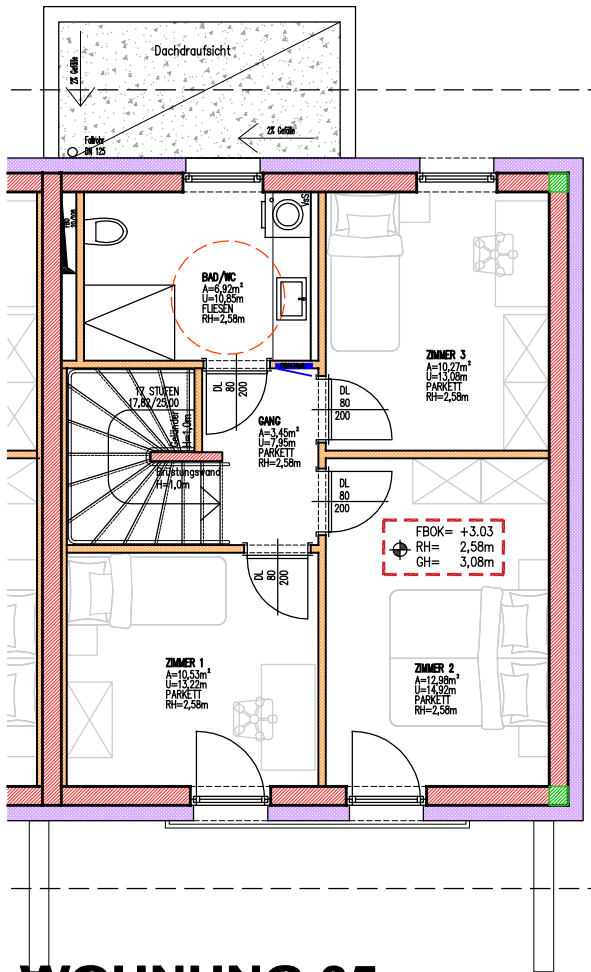 Dachdraufsicht
2% Gefälle
2% Gefälle
Fallrohr
DN 125
VsS
BAD/WC
A=6,92m²
U=10,85m
FLIESEN
RH=2,58m
ZIMMER 3
A=10,27m²
U=13,08m
PARKETT
RH=2,58m
17 STUFEN
17,82/25,00
Geländer
H=1,0m
DL
80
200
GANG
A=3,45m²
U=7,95m
PARKETT
RH=2,58m
DL
80
200
Brüstungswand
H=1,0m
DL
80
200
FBOK= +3.03
RH= 2,58m
GH= 3,08m
DL
80
200
ZIMMER 1
A=10,53m²
U=13,22m
PARKETT
RH=2,58m
ZIMMER 2
A=12,98m²
U=14,92m
PARKETT
RH=2,58m